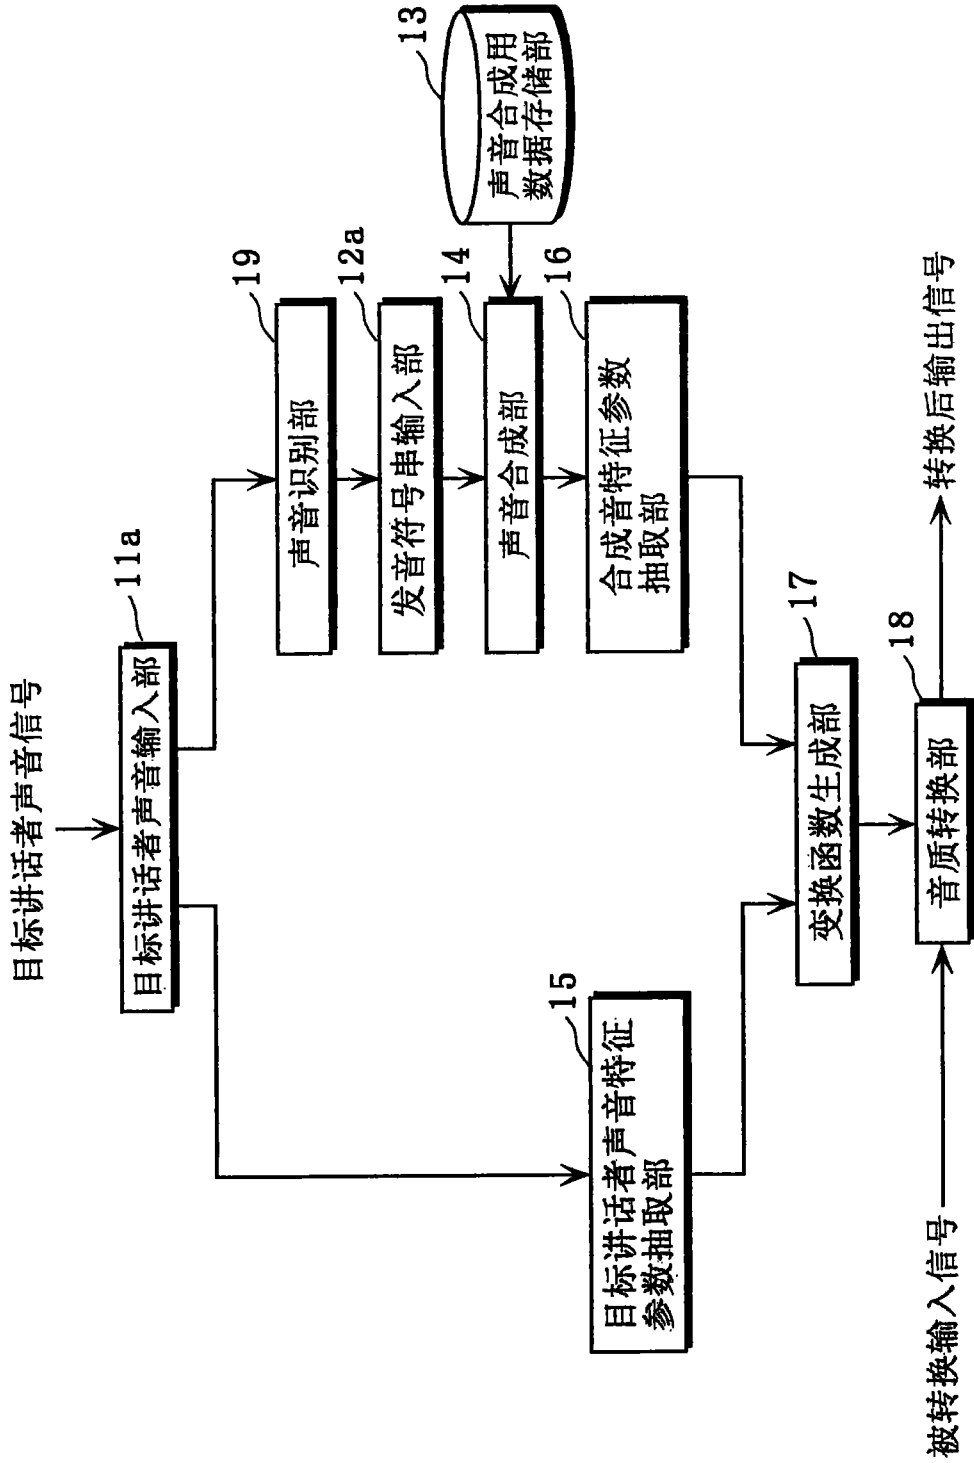 目标讲话者声音信号
11a
目标讲话者声音输入部
19
声音识别部
12a
发音符号串输入部
13
声音合成用
数据存储部
14
声音合成部
15
目标讲话者声音特征
参数抽取部
16
合成音特征参数
抽取部
17
变换函数生成部
18
音质转换部
被转换输入信号
转换后输出信号